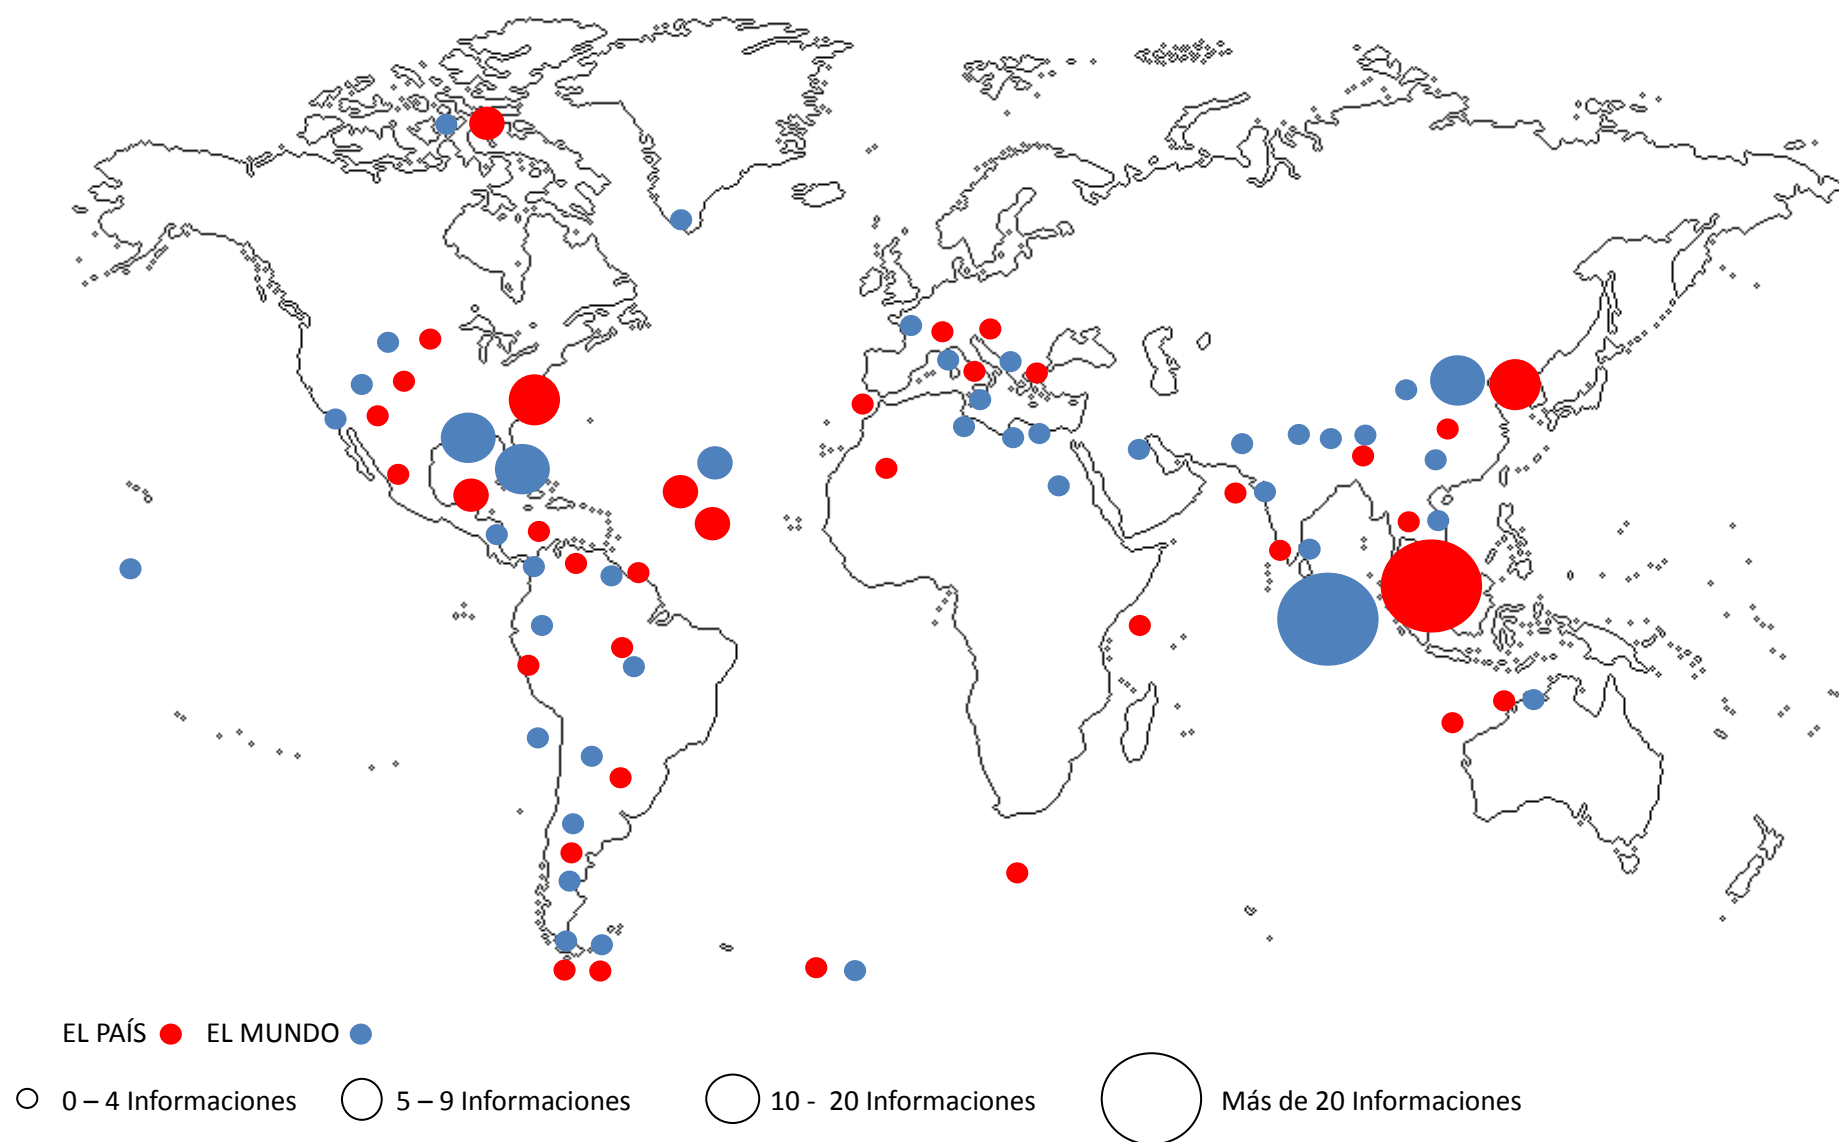 EL PAÍS EL MUNDO
0 – 4 Informaciones 5 – 9 Informaciones 10 - 20 Informaciones Más de 20 Informaciones